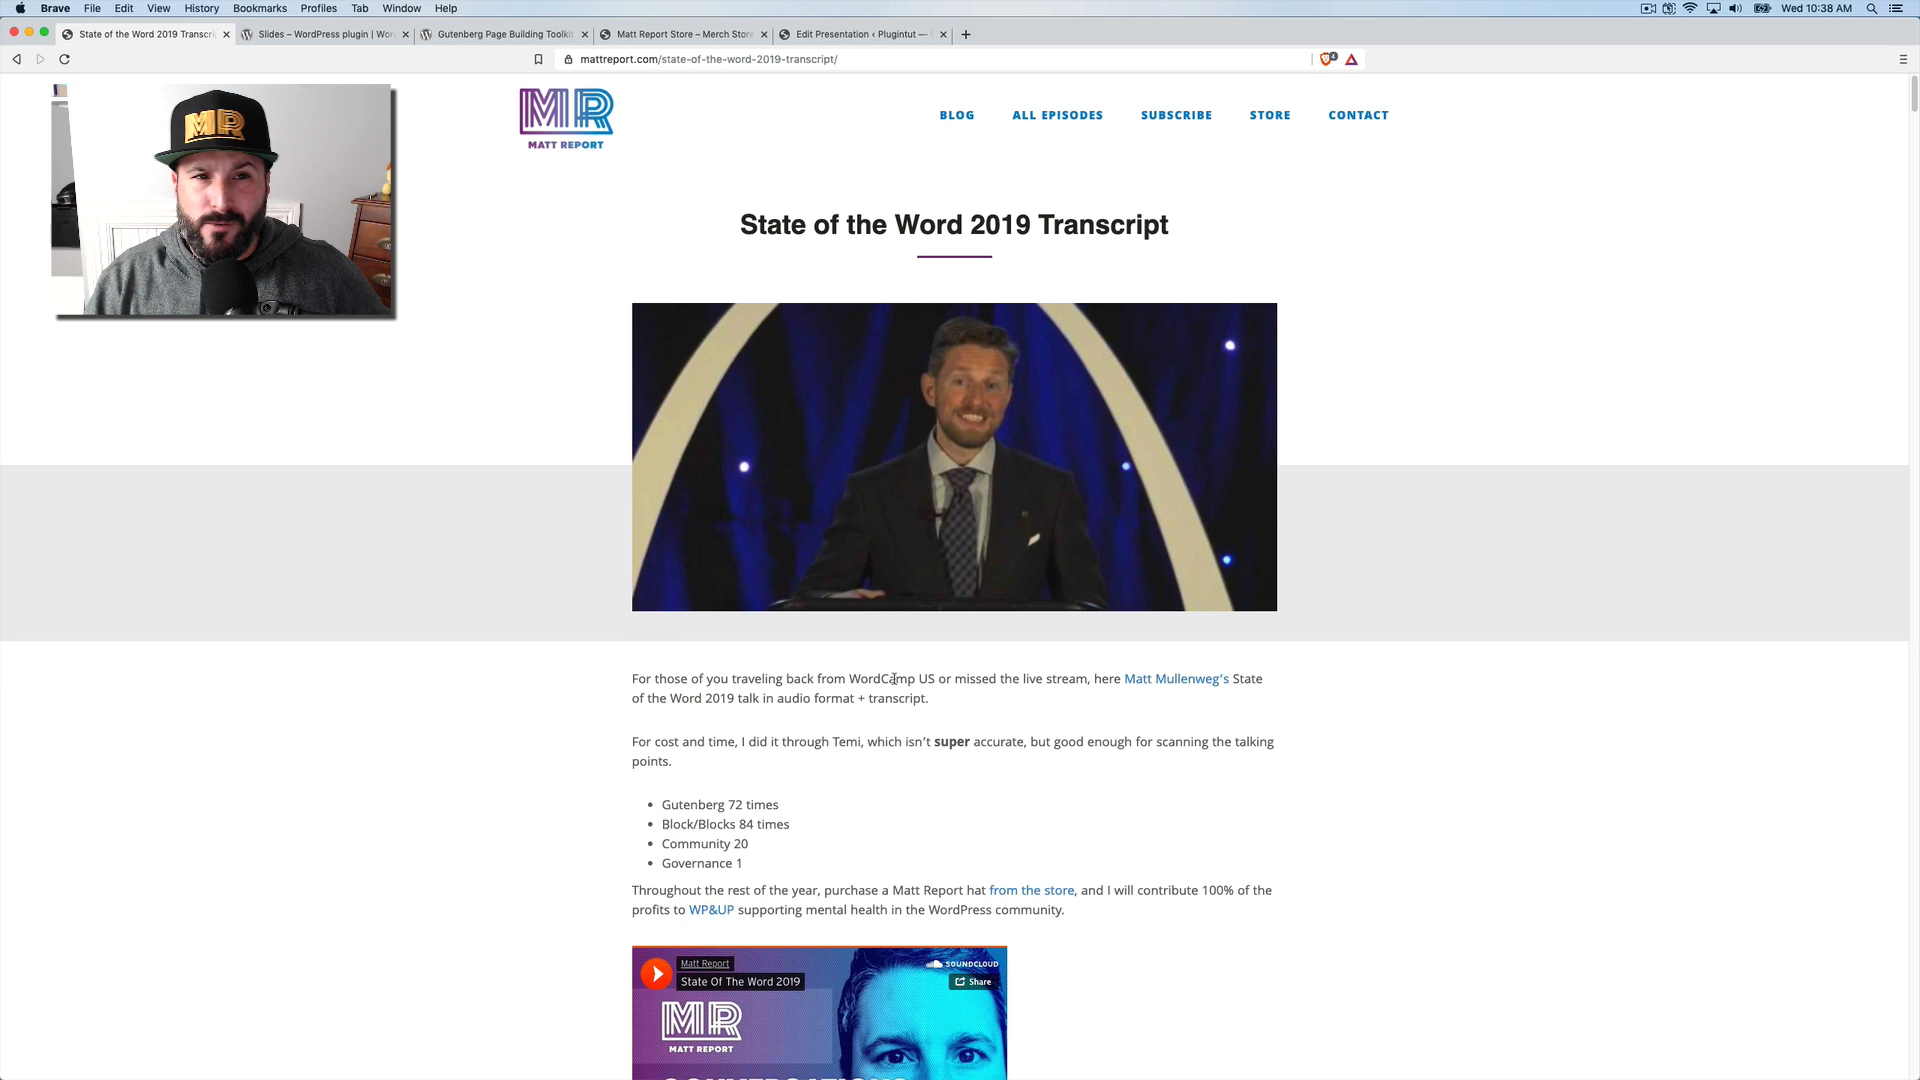 Brave File Edit View History Bookmarks Profiles Tab Window Help Wed 10:38 AM
State of the Word 2019 Transcri
Slides – WordPress plugin | Wor
Gutenberg Page Building Toolkit
Matt Report Store – Merch Store
Edit Presentation ‹ Plugintut —
mattreport.com/state-of-the-word-2019-transcript/
MR
MR
MATT REPORT
BLOG ALL EPISODES SUBSCRIBE STORE CONTACT
State of the Word 2019 Transcript
For those of you traveling back from WordCamp US or missed the live stream, here Matt Mullenweg’s State
of the Word 2019 talk in audio format + transcript.
For cost and time, I did it through Temi, which isn’t super accurate, but good enough for scanning the talking
points.
• Gutenberg 72 times
• Block/Blocks 84 times
• Community 20
• Governance 1
Throughout the rest of the year, purchase a Matt Report hat from the store, and I will contribute 100% of the
profits to WP&UP supporting mental health in the WordPress community.
Matt Report
SOUNDCLOUD
State Of The Word 2019
Share
MR
MATT REPORT